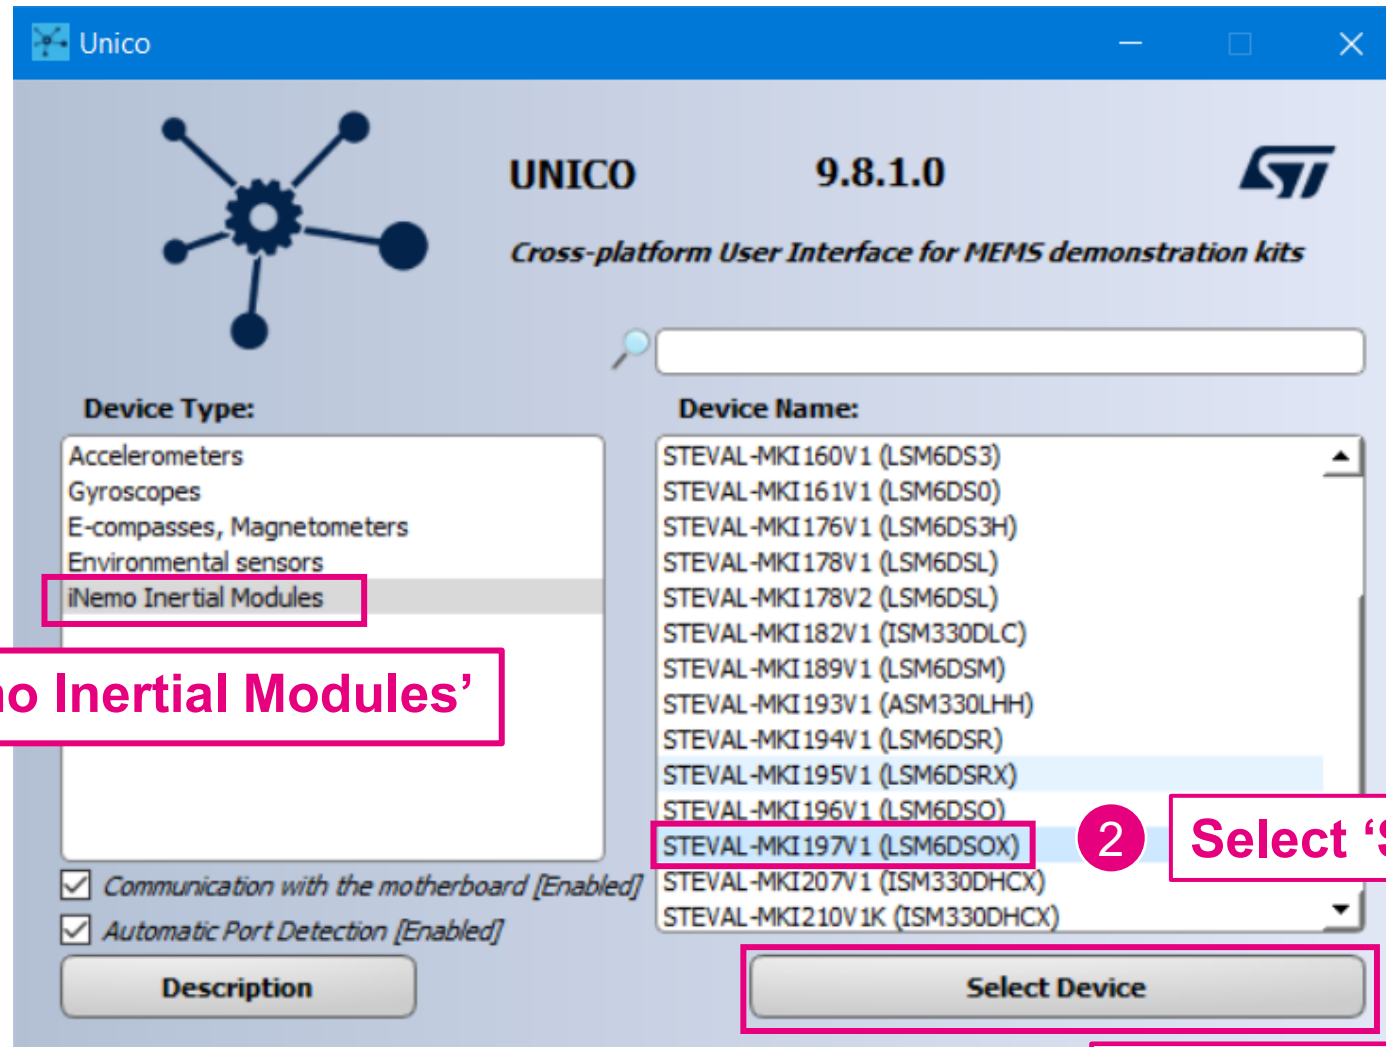 Unico
UNICO 9.8.1.0
Cross-platform User Interface for MEMS demonstration kits
Device Type:
Accelerometers
Gyroscopes
E-compasses, Magnetometers
Environmental sensors
iNemo Inertial Modules
Inertial Modules’
Communication with the motherboard [Enabled]
Automatic Port Detection [Enabled]
Description
Device Name:
STEVAL-MKI160V1 (LSM6DS3)
STEVAL-MKI161V1 (LSM6DS0)
STEVAL-MKI176V1 (LSM6DS3H)
STEVAL-MKI178V1 (LSM6DSL)
STEVAL-MKI178V2 (LSM6DSL)
STEVAL-MKI182V1 (ISM330DLC)
STEVAL-MKI189V1 (LSM6DSM)
STEVAL-MKI193V1 (ASM330LHH)
STEVAL-MKI194V1 (LSM6DSR)
STEVAL-MKI195V1 (LSM6DSRX)
STEVAL-MKI196V1 (LSM6DSO)
STEVAL-MKI197V1 (LSM6DSOX)
STEVAL-MKI207V1 (ISM330DHCX)
STEVAL-MKI210V1K (ISM330DHCX)
2 Select
Select Device